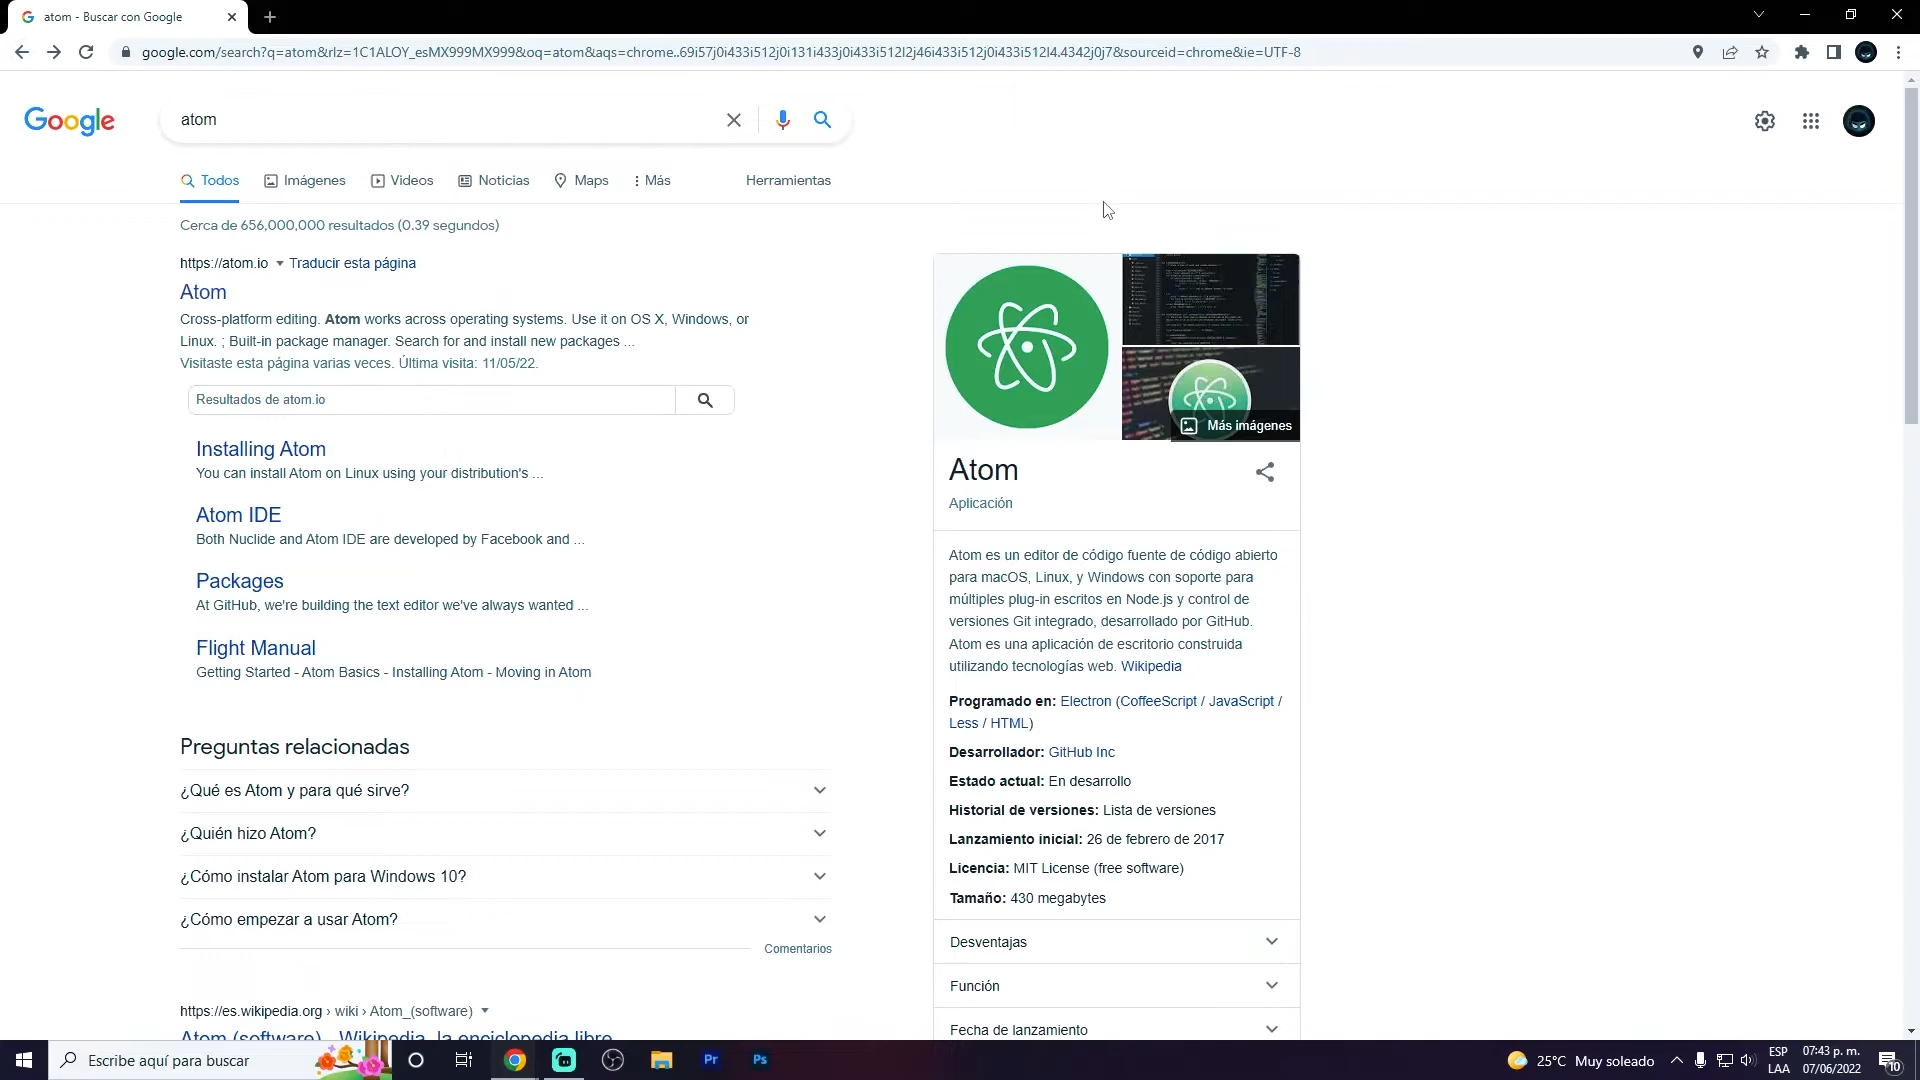 atom - Buscar con Google
google.com/search?q=atom&rlz=1C1ALOY_esMX999MX999&oq=atom&aqs=chrome..69i57j0i433i512j0i131i433j0i433i512l2j46i433i512j0i433i512l4.4342j0j7&sourceid=chrome&ie=UTF-8
Google
atom
Todos Imágenes Videos Noticias Maps Más Herramientas
Cerca de 656,000,000 resultados (0.39 segundos)
https://atom.io Traducir esta página
Atom
Cross-platform editing. Atom works across operating systems. Use it on OS X, Windows, or
Linux. ; Built-in package manager. Search for and install new packages ...
Visitaste esta página varias veces. Última visita: 11/05/22.
Resultados de atom.io
Installing Atom
You can install Atom on Linux using your distribution's ...
Atom IDE
Both Nuclide and Atom IDE are developed by Facebook and ...
Packages
At GitHub, we're building the text editor we've always wanted ...
Flight Manual
Getting Started - Atom Basics - Installing Atom - Moving in Atom
Preguntas relacionadas
¿Qué es Atom y para qué sirve?
¿Quién hizo Atom?
¿Cómo instalar Atom para Windows 10?
¿Cómo empezar a usar Atom?
Comentarios
https://es.wikipedia.org › wiki › Atom_(software)
Atom (software) - Wikipedia, la enciclopedia libre
Más imágenes
Atom
Aplicación
Atom es un editor de código fuente de código abierto
para macOS, Linux, y Windows con soporte para
múltiples plug-in escritos en Node.js y control de
versiones Git integrado, desarrollado por GitHub.
Atom es una aplicación de escritorio construida
utilizando tecnologías web. Wikipedia
Programado en: Electron (CoffeeScript / JavaScript /
Less / HTML)
Desarrollador: GitHub Inc
Estado actual: En desarrollo
Historial de versiones: Lista de versiones
Lanzamiento inicial: 26 de febrero de 2017
Licencia: MIT License (free software)
Tamaño: 430 megabytes
Desventajas
Función
Fecha de lanzamiento
Escribe aquí para buscar
Pr
Ps
25°C Muy soleado
ESP
LAA
07:43 p. m.
07/06/2022
10